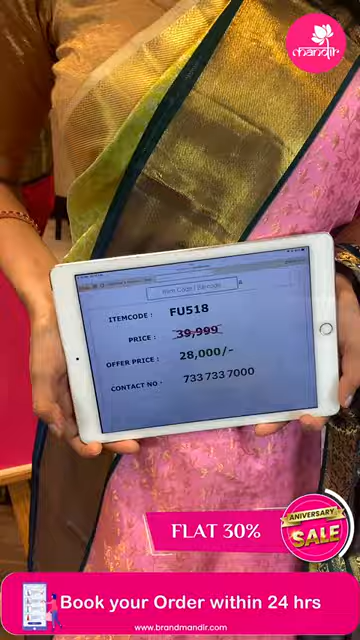 mandir
Item Code / Barcode
ITEMCODE : FU518
PRICE : 39,999
OFFER PRICE : 28,000/-
CONTACT NO : 733 733 7000
FLAT 30%
ANIVERSARY
SALE
Book your Order within 24 hrs
www.brandmandir.com